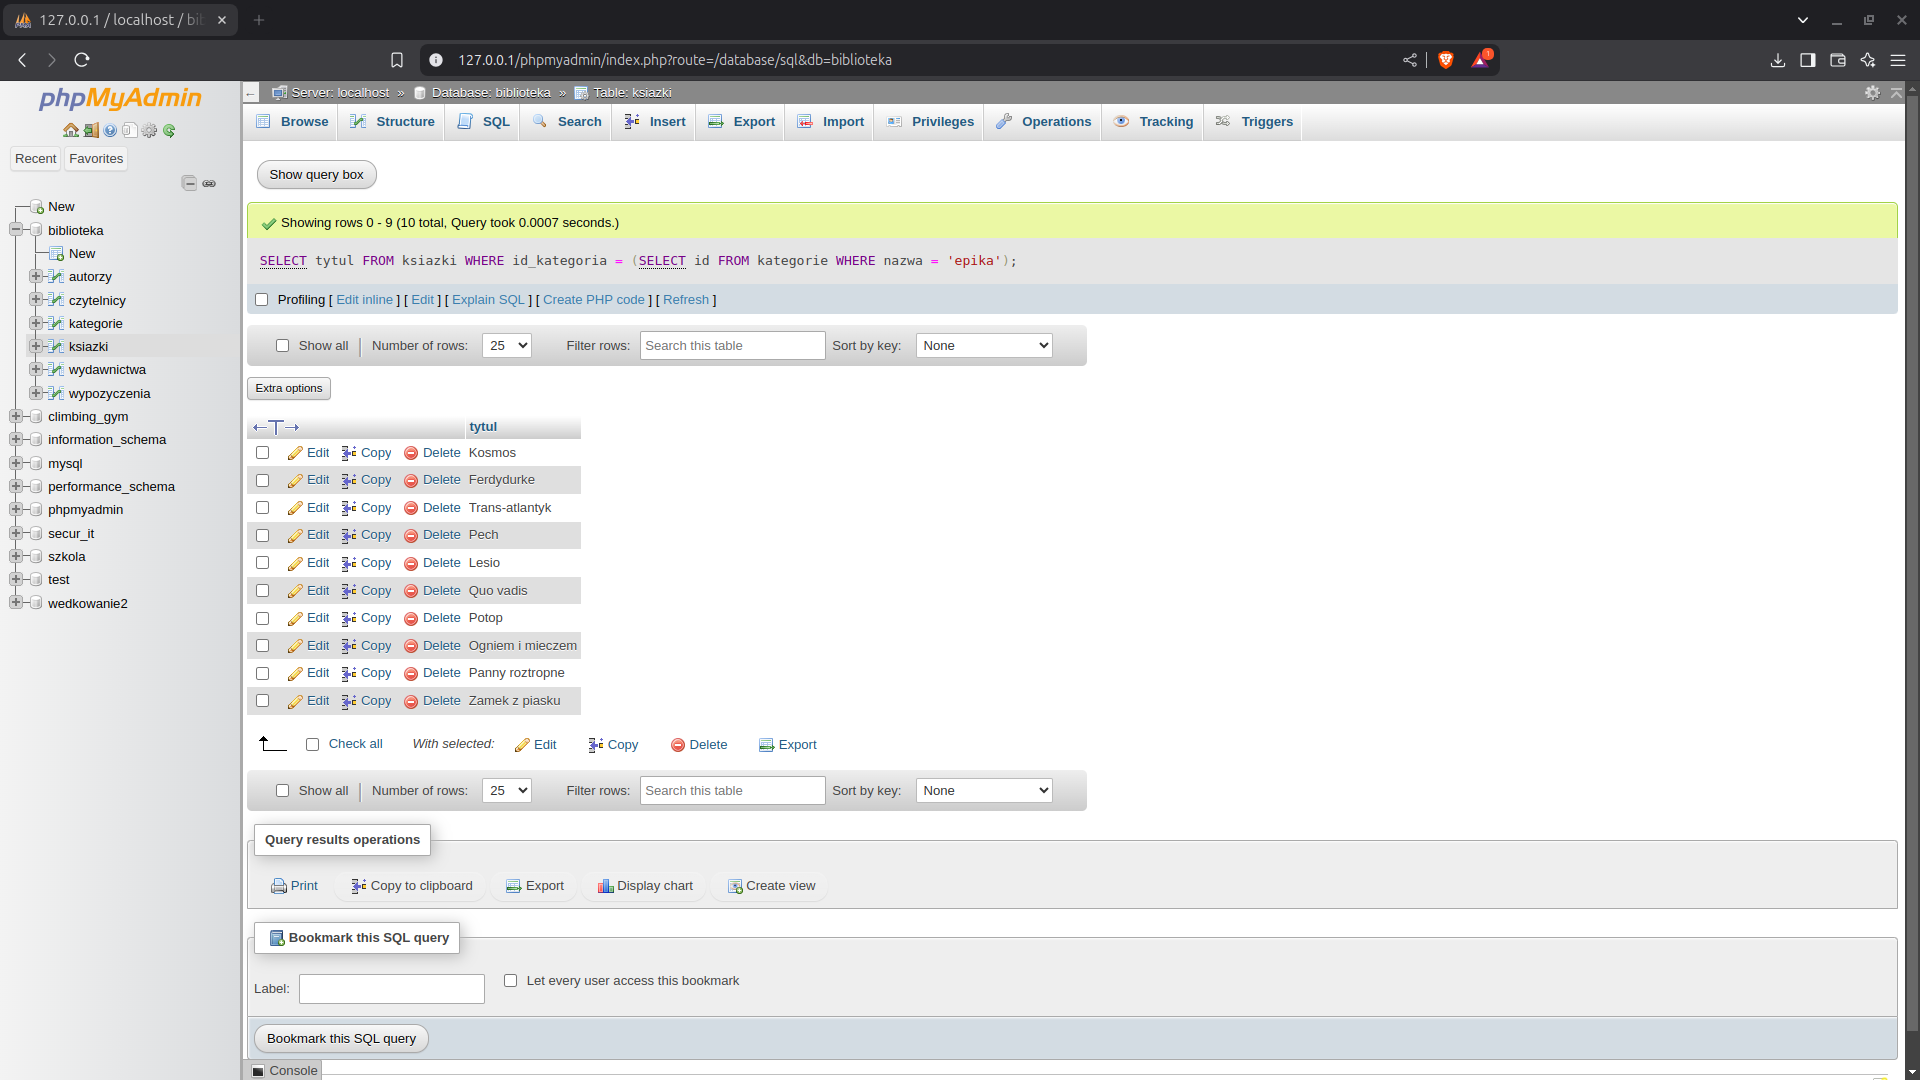 127.0.0.1 / localhost / bib
127.0.0.1/phpmyadmin/index.php?route=/database/sql&db=biblioteka
1
phpMyAdmin
Recent Favorites
New
biblioteka
New
autorzy
czytelnicy
kategorie
ksiazki
wydawnictwa
wypozyczenia
climbing_gym
information_schema
mysql
performance_schema
phpmyadmin
secur_it
szkola
test
wedkowanie2
Server: localhost » Database: biblioteka » Table: ksiazki
Browse Structure SQL Search Insert Export Import Privileges Operations Tracking Triggers
Show query box
Showing rows 0 - 9 (10 total, Query took 0.0007 seconds.)
SELECT tytul FROM ksiazki WHERE id_kategoria = (SELECT id FROM kategorie WHERE nazwa = 'epika');
Profiling [ Edit inline ] [ Edit ] [ Explain SQL ] [ Create PHP code ] [ Refresh ]
Show all Number of rows: 25 Filter rows: Search this table Sort by key: None
Extra options
tytul
Edit Copy Delete Kosmos
Edit Copy Delete Ferdydurke
Edit Copy Delete Trans-atlantyk
Edit Copy Delete Pech
Edit Copy Delete Lesio
Edit Copy Delete Quo vadis
Edit Copy Delete Potop
Edit Copy Delete Ogniem i mieczem
Edit Copy Delete Panny roztropne
Edit Copy Delete Zamek z piasku
Check all With selected: Edit Copy Delete Export
Show all Number of rows: 25 Filter rows: Search this table Sort by key: None
Query results operations
Print Copy to clipboard Export Display chart Create view
Bookmark this SQL query
Label: Let every user access this bookmark
Bookmark this SQL query
Console